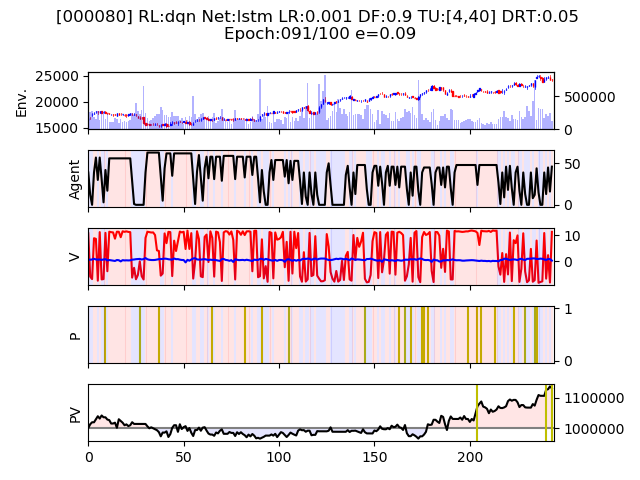 [000080] RL:dqn Net:lstm LR:0.001 DF:0.9 TU:[4,40] DRT:0.05
Epoch:091/100 e=0.09
Env.
25000
20000
15000
500000
0
Agent
50
0
V
10
0
P
1
0
PV
1100000
1000000
0
50
100
150
200